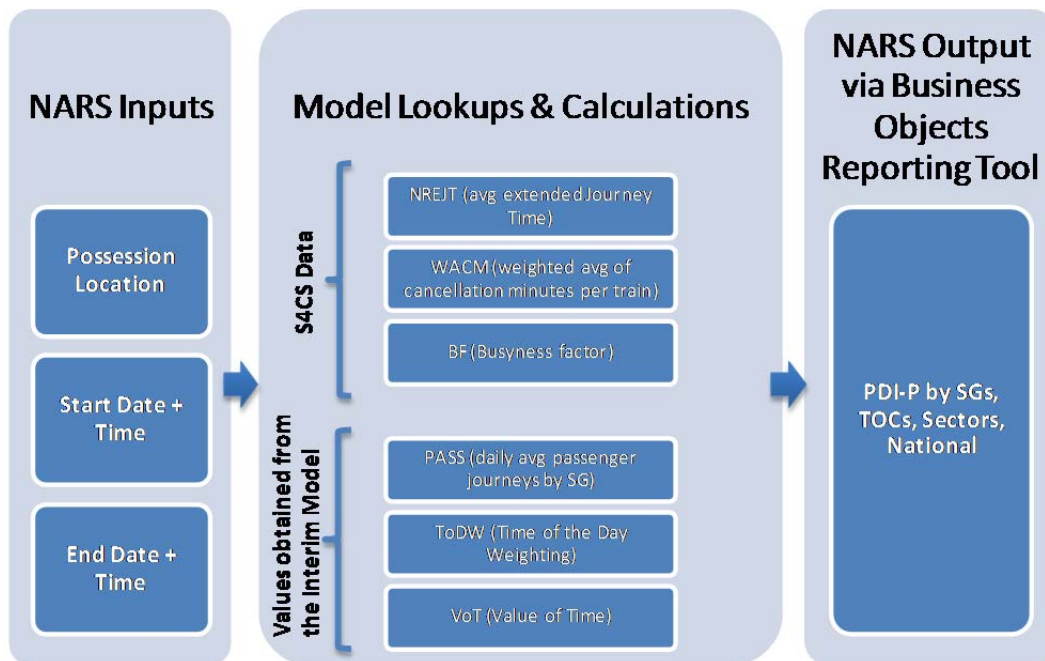 NARS Inputs
Possession
Location
Start Date +
Time
End Date +
Time
Model Lookups & Calculations
S4CS Data
NREJT (avg extended Journey
Time)
WACM (weighted avg of
cancellation minutes per train)
BF (Busyness factor)
Values obtained from
the Interim Model
PASS (daily avg passenger
journeys by SG)
ToDW (Time of the Day
Weighting)
VoT (Value of Time)
NARS Output
via Business
Objects
Reporting Tool
PDI-P by SGs,
TOCs, Sectors,
National